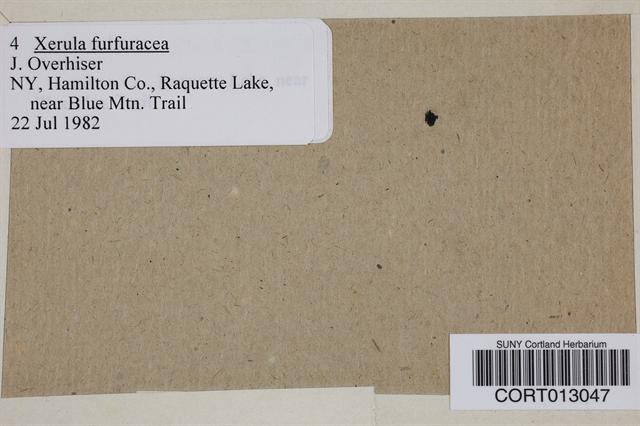 4 Xerula furfuracea
J. Overhiser
NY, Hamilton Co., Raquette Lake,
near Blue Mtn. Trail
22 Jul 1982
SUNY Cortland Herbarium
CORT013047